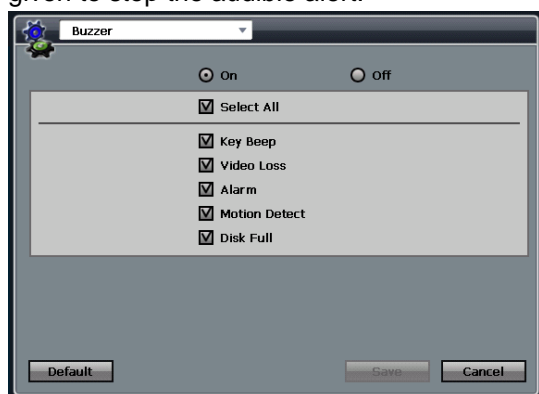 given to stop the audible alert.
Buzzer
On Off
Select All
Key Beep
Video Loss
Alarm
Motion Detect
Disk Full
Default Save Cancel